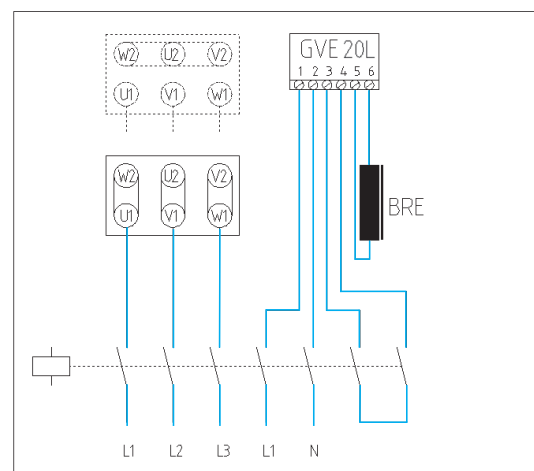 W2 U2 V2
U1 V1 W1
W2 U2 V2
U1 V1 W1
GVE 20L
1 2 3 4 5 6
BRE
L1 L2 L3 L1 N